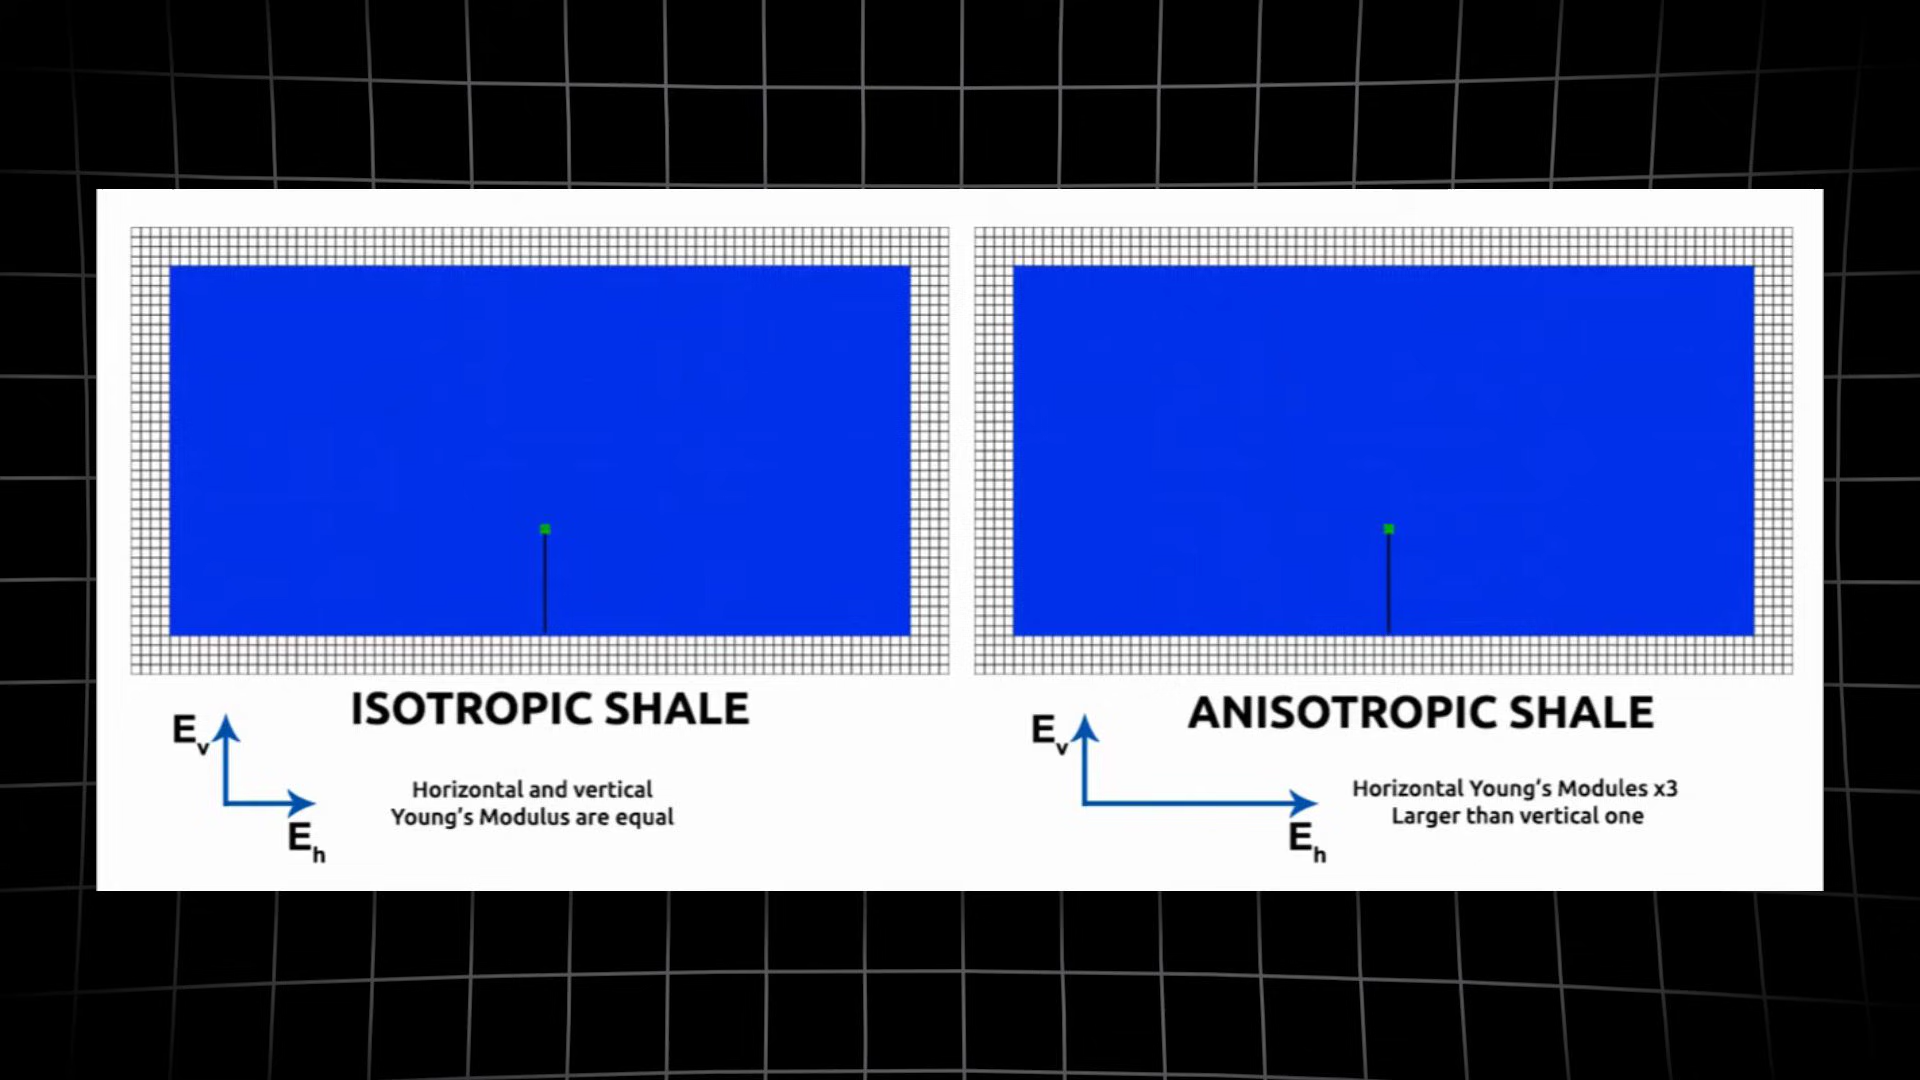 ISOTROPIC SHALE
Ev
Eh
Horizontal and vertical
Young's Modulus are equal
ANISOTROPIC SHALE
Ev
Eh
Horizontal Young's Modules x3
Larger than vertical one